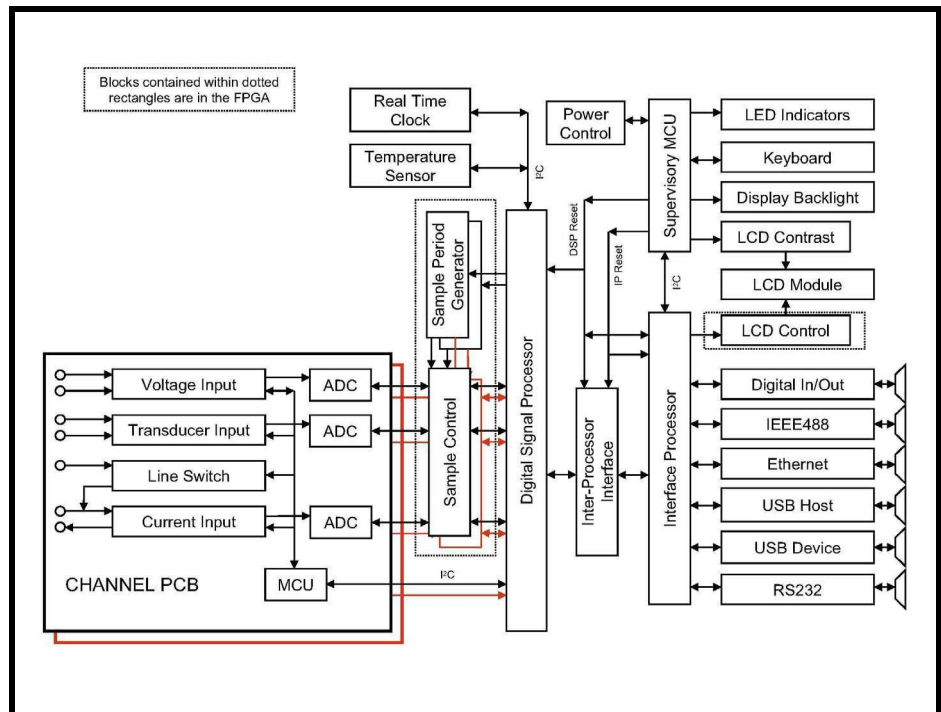 Blocks contained within dotted
rectangles are in the FPGA
Real Time
Clock
Temperature
Sensor
I²C
Power
Control
Supervisory MCU
LED Indicators
Keyboard
Display Backlight
LCD Contrast
LCD Module
LCD Control
DSP Reset
IP Reset
I²C
Sample Period
Generator
Sample Control
Digital Signal Processor
Inter-Processor
Interface
Interface Processor
Digital In/Out
IEEE488
Ethernet
USB Host
USB Device
RS232
Voltage Input
ADC
Transducer Input
ADC
Line Switch
Current Input
ADC
CHANNEL PCB
MCU
I²C